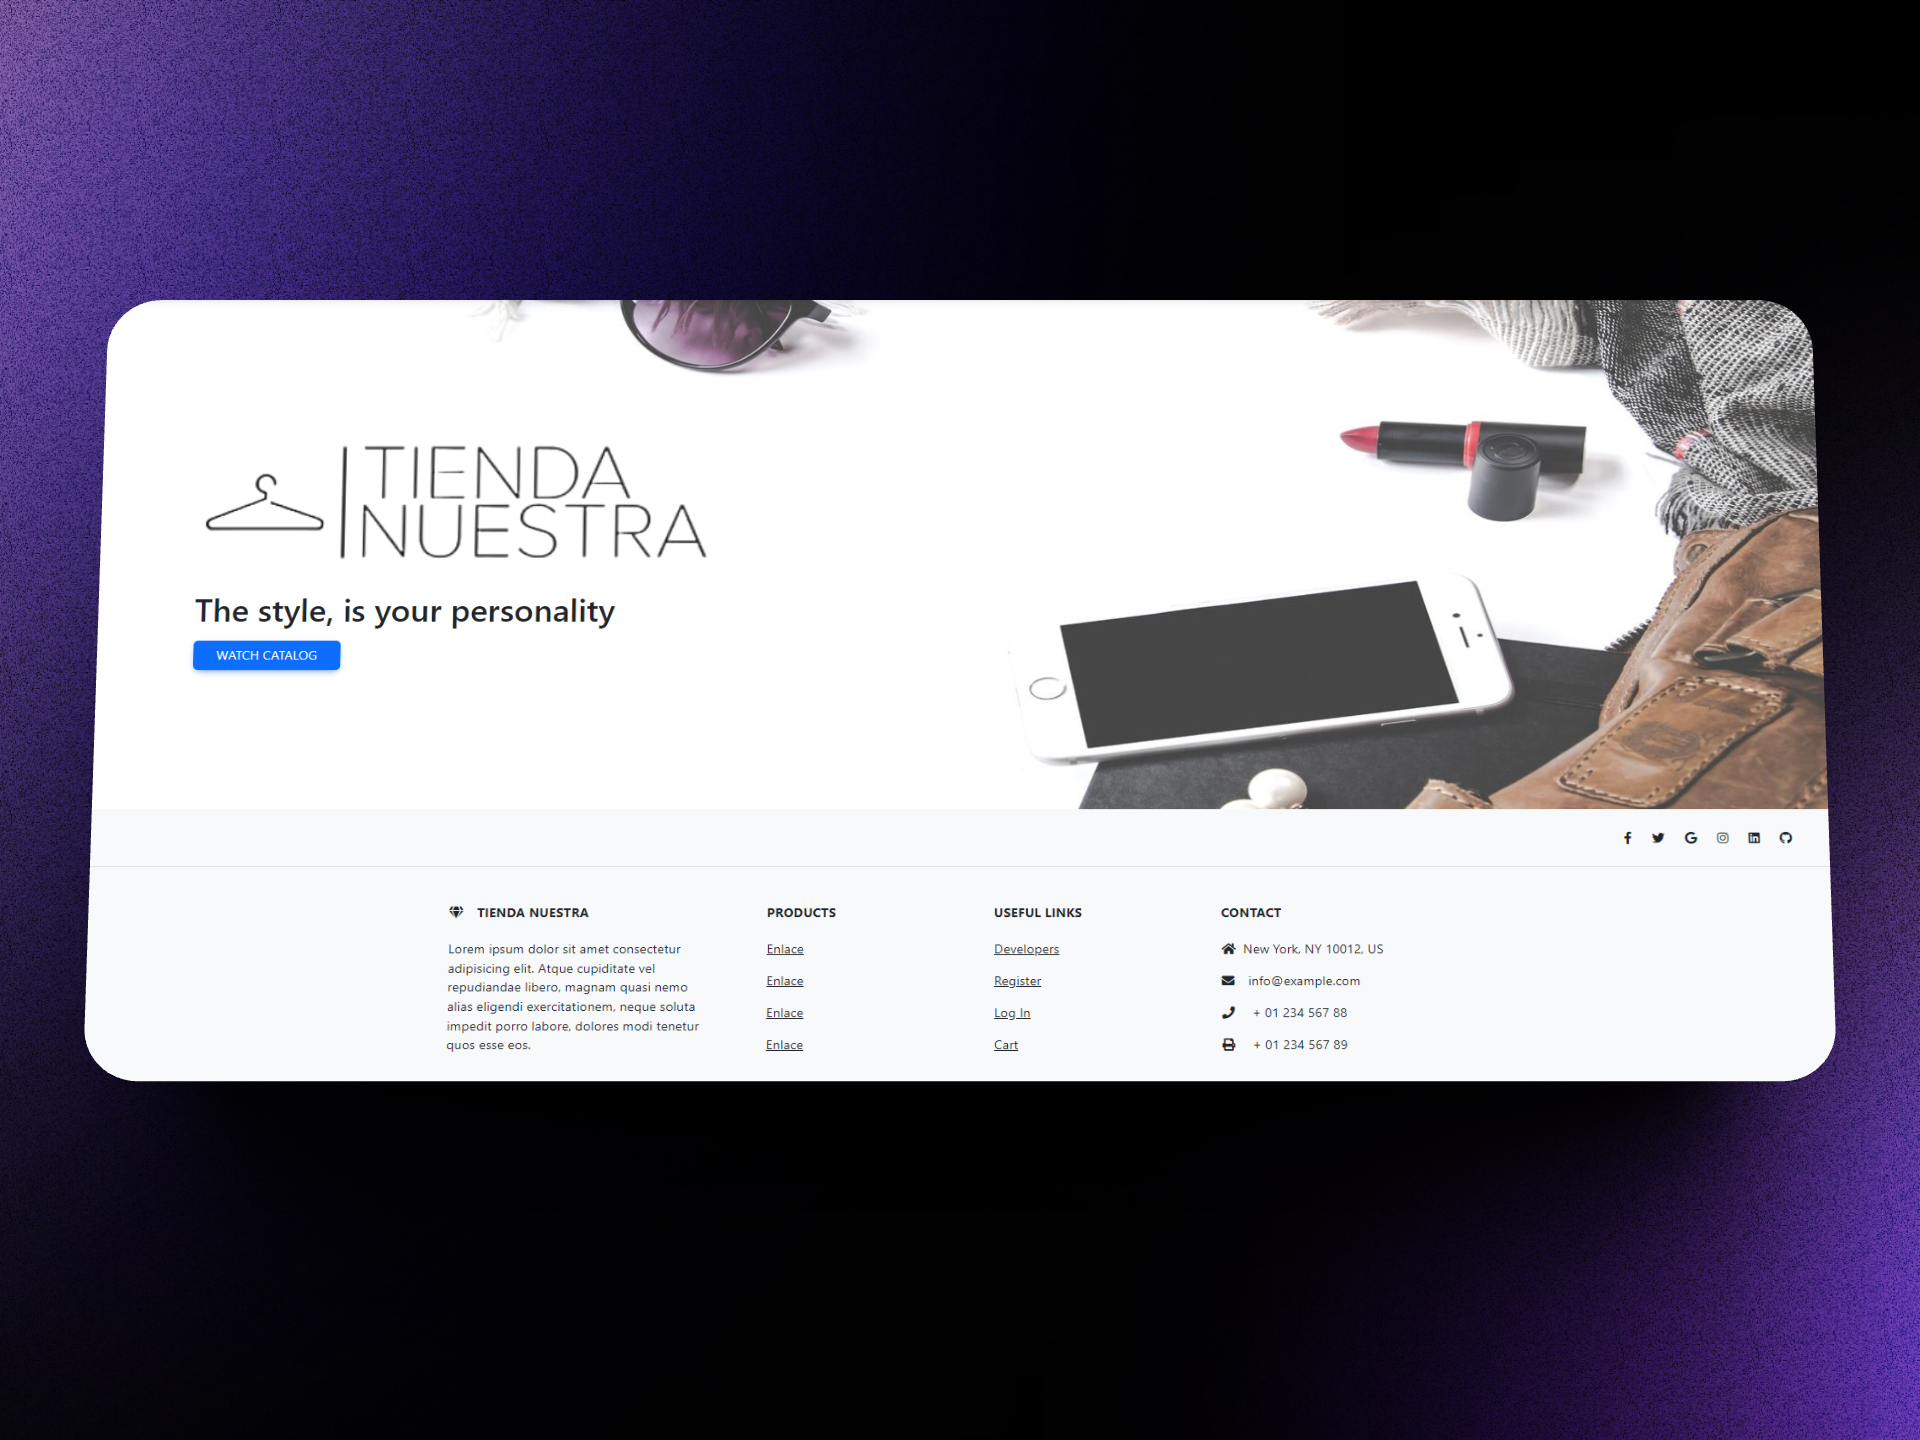 TIENDA
NUESTRA
The style, is your personality
WATCH CATALOG
TIENDA NUESTRA
Lorem ipsum dolor sit amet consectetur
adipisicing elit. Atque cupiditate vel
repudiandae libero, magnam quasi nemo
alias eligendi exercitationem, neque soluta
impedit porro labore, dolores modi tenetur
quos esse eos.
PRODUCTS
Enlace
Enlace
Enlace
Enlace
USEFUL LINKS
Developers
Register
Log In
Cart
CONTACT
New York, NY 10012, US
info@example.com
+ 01 234 567 88
+ 01 234 567 89